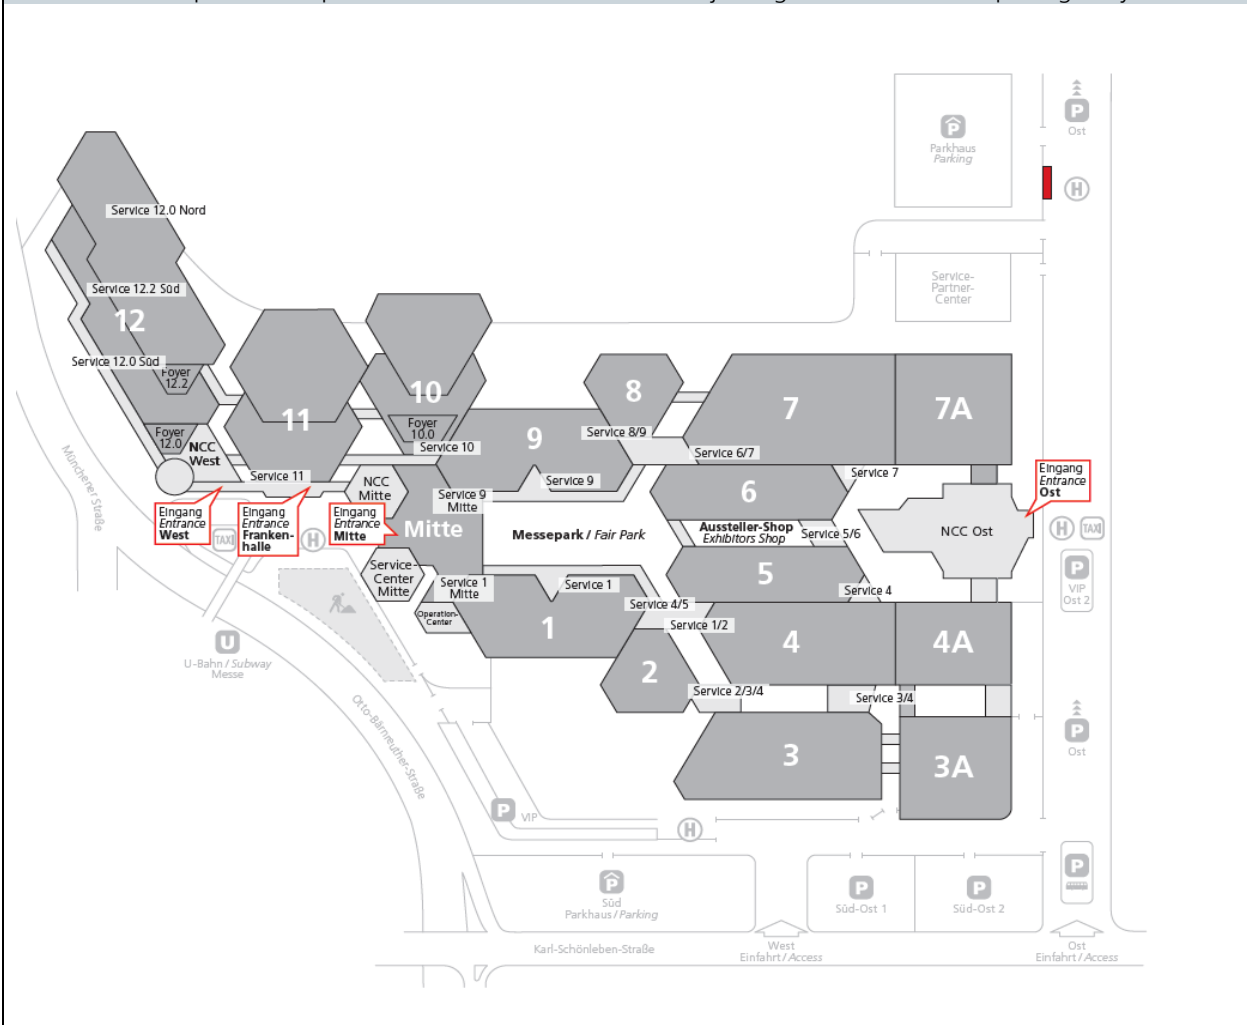 P
Ost
P
Parkhaus
Parking
H
Service 12.0 Nord
Service-
Partner-
Center
Service 12.2 Süd
12
Service 12.0 Süd
Foyer
12.2
10
8
7
7A
11
Foyer
10.0
9
Service 8/9
Foyer
12.0
NCC
West
Service 10
Service 6/7
Service 11
NCC
Mitte
Service 9
Service 9
Mitte
6
Service 7
Eingang
Entrance
Ost
Eingang
Entrance
West
TAXI
Eingang
Entrance
Franken-
halle
H
Eingang
Entrance
Mitte
Mitte
Messepark / Fair Park
Aussteller-Shop
Exhibitors Shop
Service 5/6
NCC Ost
H
TAXI
Münchener Straße
Service
Center
Mitte
Service 1
Mitte
Service 1
5
Service 4
P
VIP
Ost 2
Operation-
Center
Service 4/5
Service 1/2
1
4
4A
U
U-Bahn / Subway
Messe
2
Service 2/3/4
Service 3/4
Otto-Bärnreuther-Straße
P
Ost
3
3A
P
VIP
H
P
Süd
Parkhaus / Parking
P
Süd-Ost 1
P
Süd-Ost 2
P
Karl-Schönleben-Straße
West
Einfahrt / Access
Ost
Einfahrt / Access